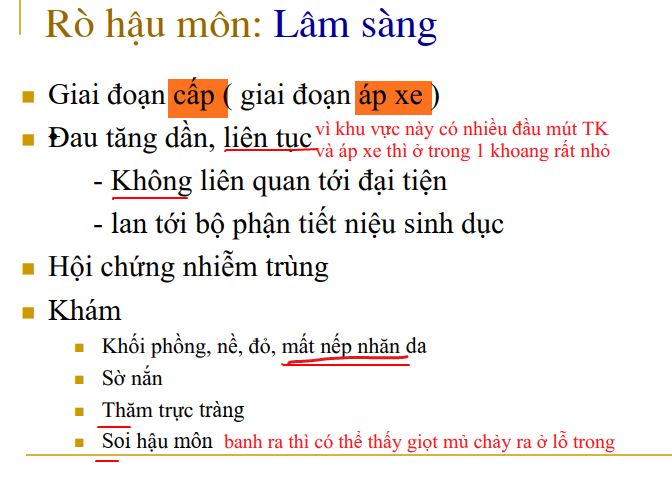 Rò hậu môn: Lâm sàng
Giai đoạn cấp ( giai đoạn áp xe )
Đau tăng dần, liên tục vì khu vực này có nhiều đầu mút TK
và áp xe thì ở trong 1 khoang rất nhỏ
- Không liên quan tới đại tiện
- lan tới bộ phận tiết niệu sinh dục
Hội chứng nhiễm trùng
Khám
Khối phồng, nề, đỏ, mất nếp nhăn da
Sờ nắn
Thăm trực tràng
Soi hậu môn banh ra thì có thể thấy giọt mủ chảy ra ở lỗ trong